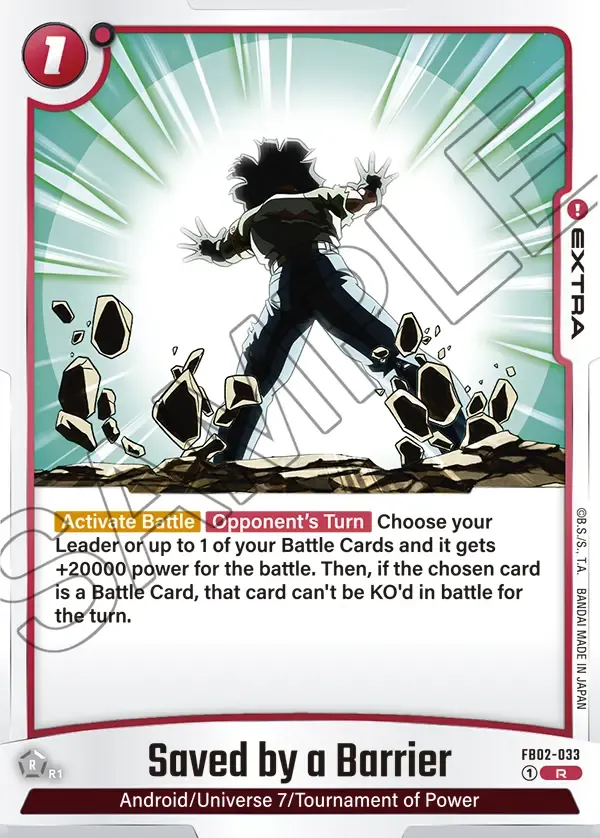 1
! EXTRA
SAMPLE
Activate Battle Opponent's Turn Choose your
Leader or up to 1 of your Battle Cards and it gets
+20000 power for the battle. Then, if the chosen card
is a Battle Card, that card can't be KO'd in battle for
the turn.
©B.S./S., T.A. BANDAI MADE IN JAPAN
R R1
Saved by a Barrier
FB02-033
1 R
Android/Universe 7/Tournament of Power